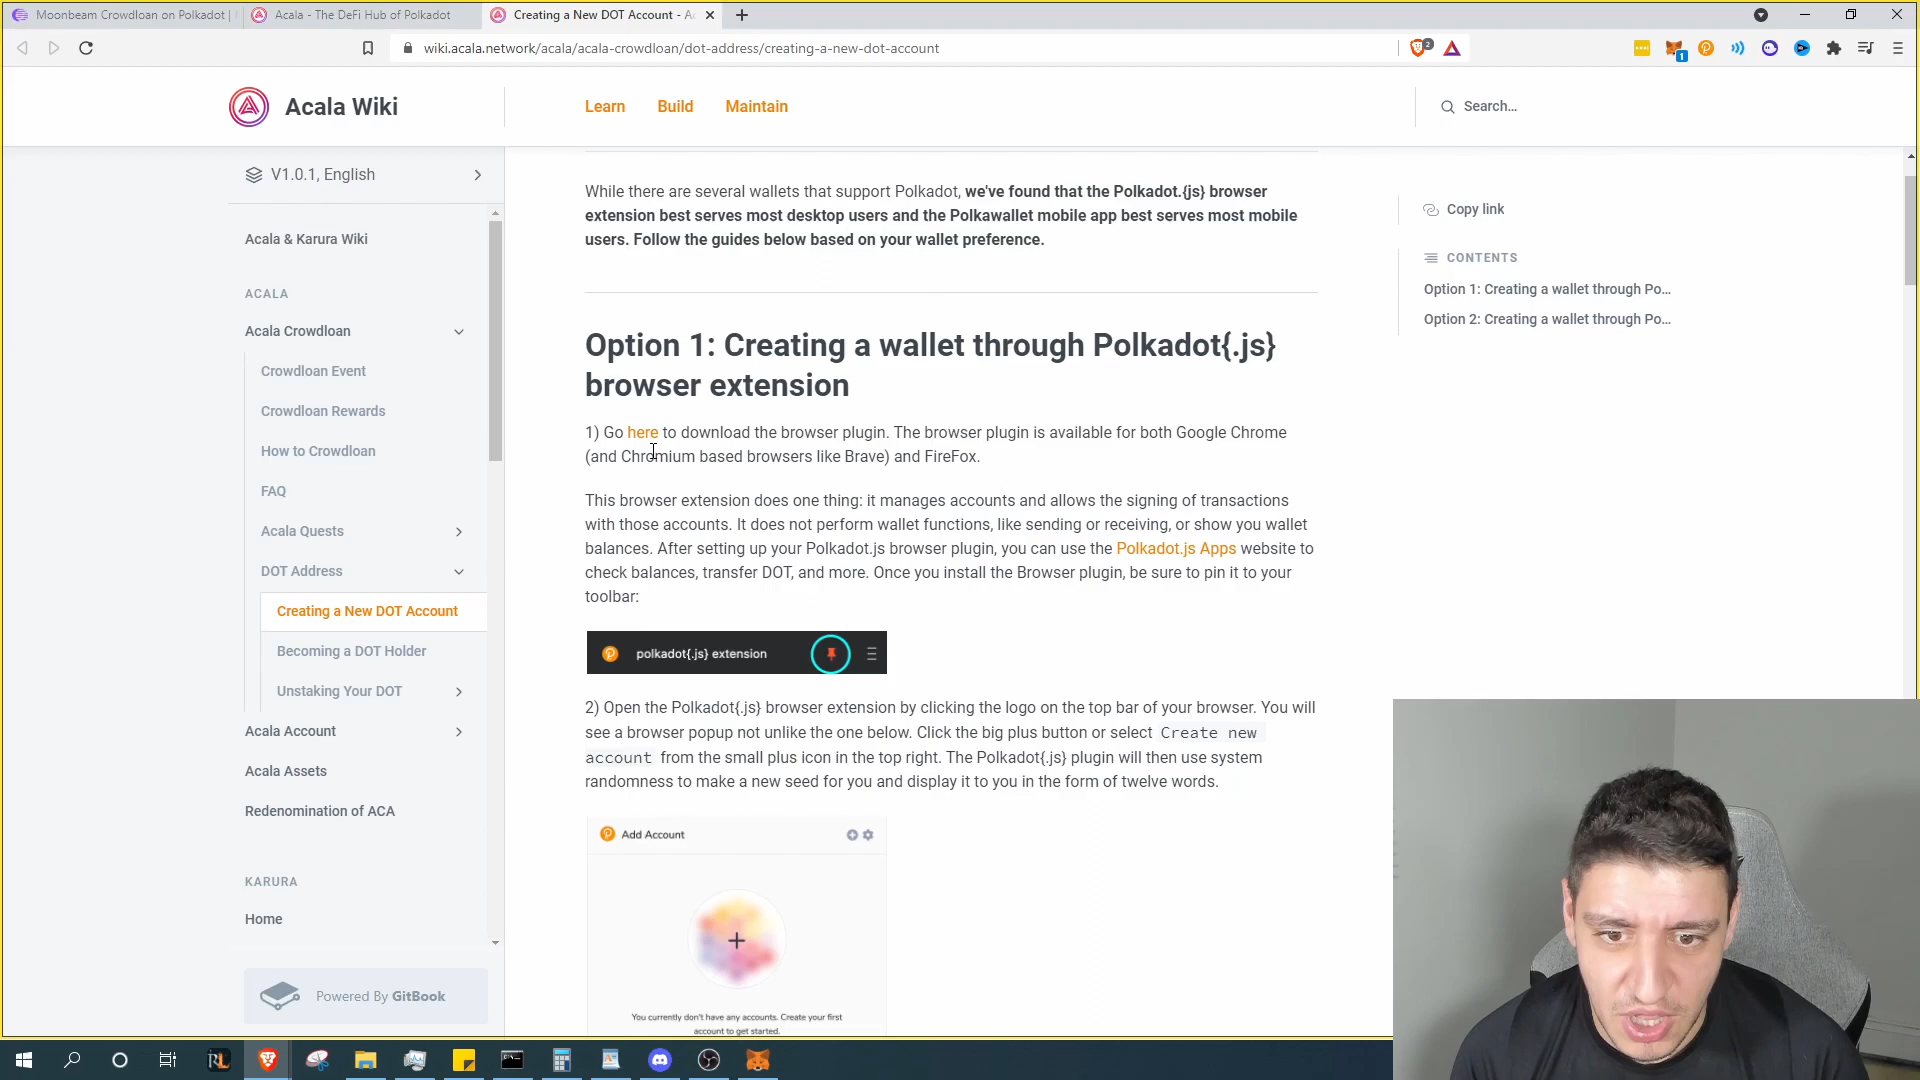 Moonbeam Crowdloan on Polkadot |
Acala - The DeFi Hub of Polkadot
Creating a New DOT Account - Ac
wiki.acala.network/acala/acala-crowdloan/dot-address/creating-a-new-dot-account
2
1
Acala Wiki
Learn
Build
Maintain
Search…
V1.0.1, English
Acala & Karura Wiki
ACALA
Acala Crowdloan
Crowdloan Event
Crowdloan Rewards
How to Crowdloan
FAQ
Acala Quests
DOT Address
Creating a New DOT Account
Becoming a DOT Holder
Unstaking Your DOT
Acala Account
Acala Assets
Redenomination of ACA
KARURA
Home
Powered By GitBook
While there are several wallets that support Polkadot, we've found that the Polkadot.{js} browser
extension best serves most desktop users and the Polkawallet mobile app best serves most mobile
users. Follow the guides below based on your wallet preference.
Option 1: Creating a wallet through Polkadot{.js}
browser extension
1) Go here to download the browser plugin. The browser plugin is available for both Google Chrome
(and Chromium based browsers like Brave) and FireFox.
This browser extension does one thing: it manages accounts and allows the signing of transactions
with those accounts. It does not perform wallet functions, like sending or receiving, or show you wallet
balances. After setting up your Polkadot.js browser plugin, you can use the Polkadot.js Apps website to
check balances, transfer DOT, and more. Once you install the Browser plugin, be sure to pin it to your
toolbar:
polkadot{.js} extension
2) Open the Polkadot{.js} browser extension by clicking the logo on the top bar of your browser. You will
see a browser popup not unlike the one below. Click the big plus button or select Create new
account from the small plus icon in the top right. The Polkadot{.js} plugin will then use system
randomness to make a new seed for you and display it to you in the form of twelve words.
Add Account
You currently don't have any accounts. Create your first
account to get started.
Copy link
CONTENTS
Option 1: Creating a wallet through Po…
Option 2: Creating a wallet through Po…
RL